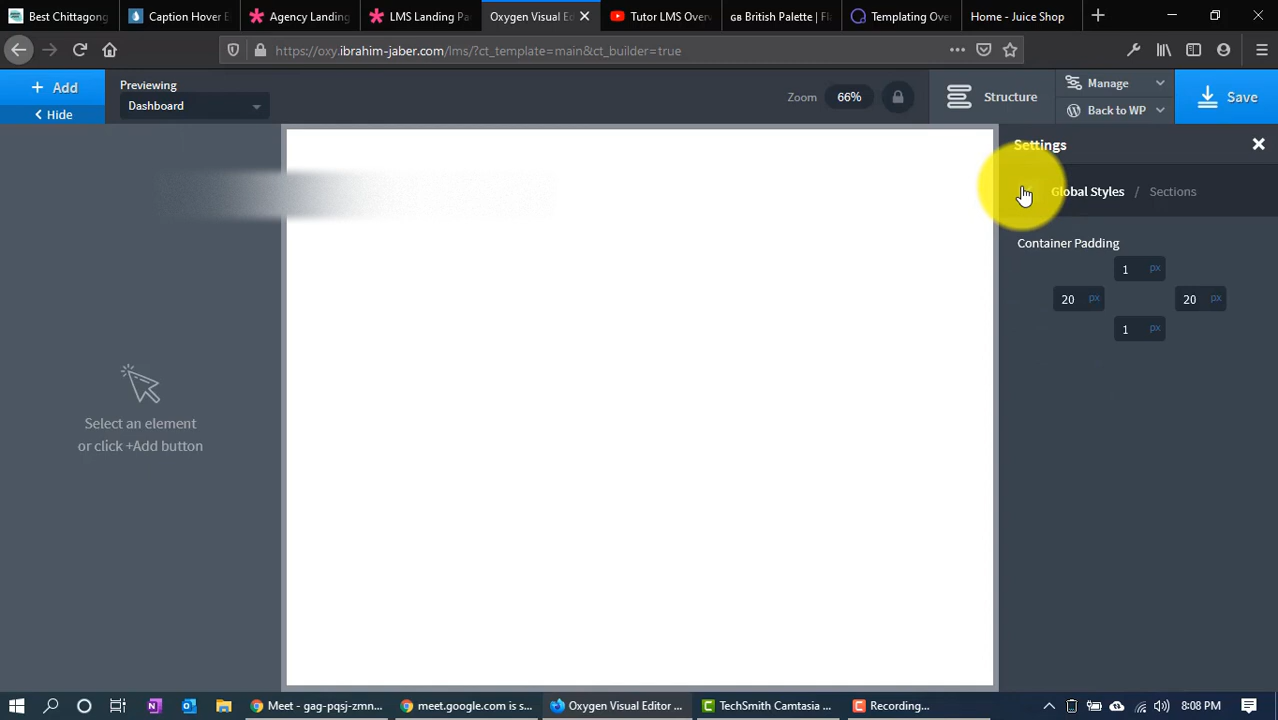 Best Chittagong
Caption Hover E
Agency Landing
LMS Landing Pa
Oxygen Visual Ed
Tutor LMS Overv
GB British Palette | Fla
Templating Over
Home - Juice Shop
https://oxy.ibrahim-jaber.com/lms/?ct_template=main&ct_builder=true
+ Add
Hide
Previewing
Dashboard
Zoom 66%
Structure
Manage
Back to WP
Save
Settings
Global Styles / Sections
Container Padding
1 px
20 px 20 px
1 px
Select an element
or click +Add button
Meet - gag-pqsj-zmn...
meet.google.com is s...
Oxygen Visual Editor ...
TechSmith Camtasia ...
Recording...
8:08 PM